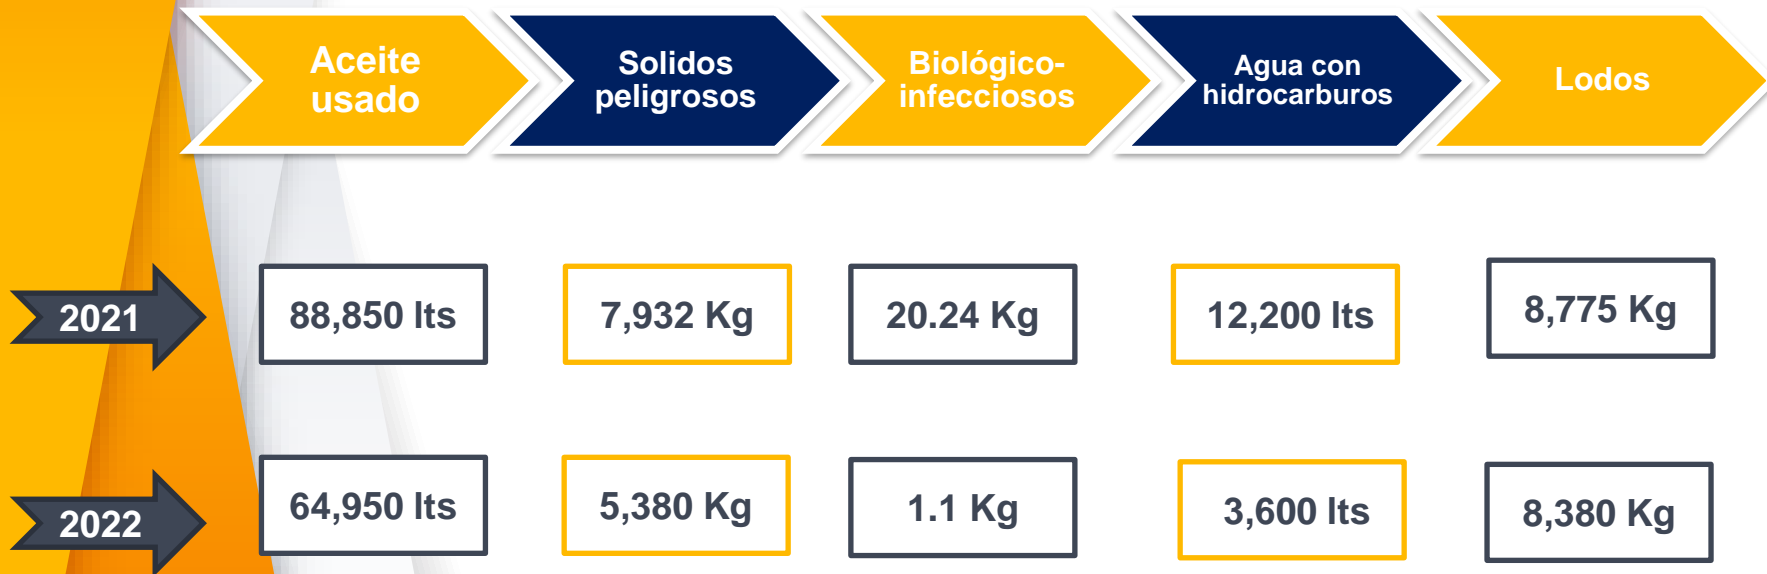 Aceite
usado
Solidos
peligrosos
Biológico-
infecciosos
Agua con
hidrocarburos
Lodos
2021
88,850 lts
7,932 Kg
20.24 Kg
12,200 lts
8,775 Kg
2022
64,950 lts
5,380 Kg
1.1 Kg
3,600 lts
8,380 Kg